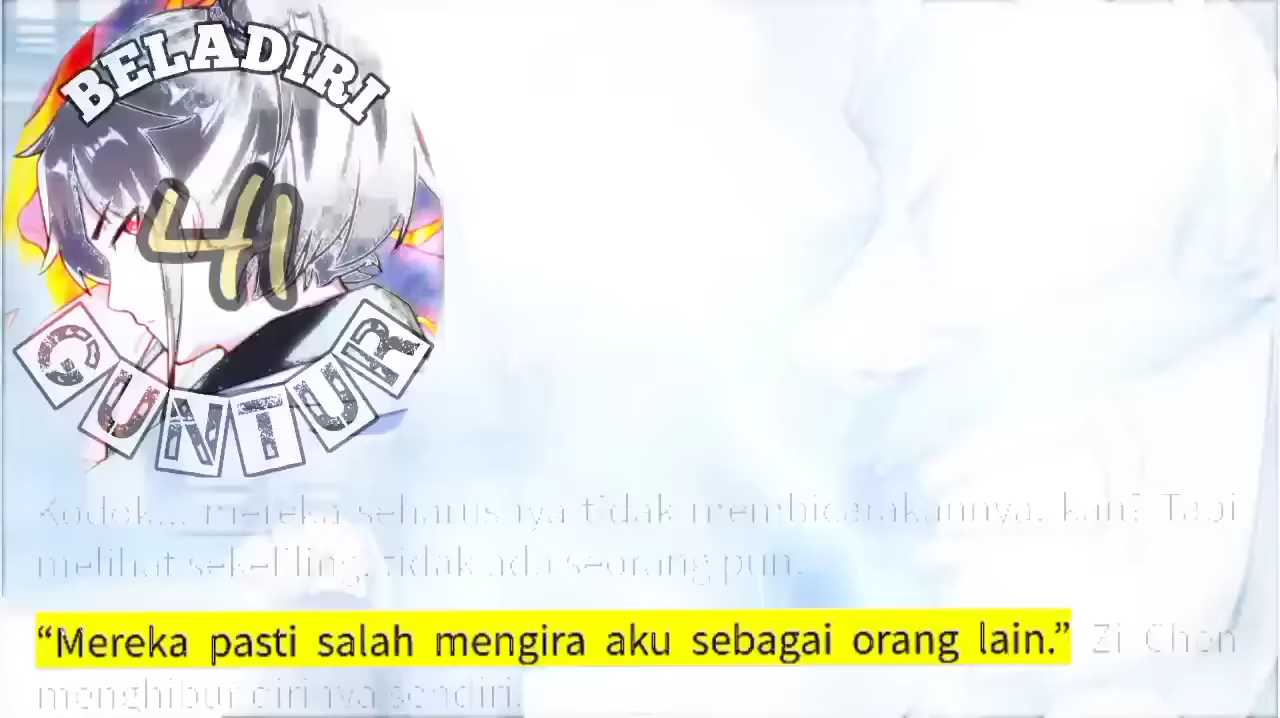 BELADIRI
41
GUNTUR
Kodok... mereka seharusnya tidak membicarakannya, kan? Tapi
melihat sekeliling, tidak ada seorang pun.
“Mereka pasti salah mengira aku sebagai orang lain.” Zi Chen
menghibur dirinya sendiri.